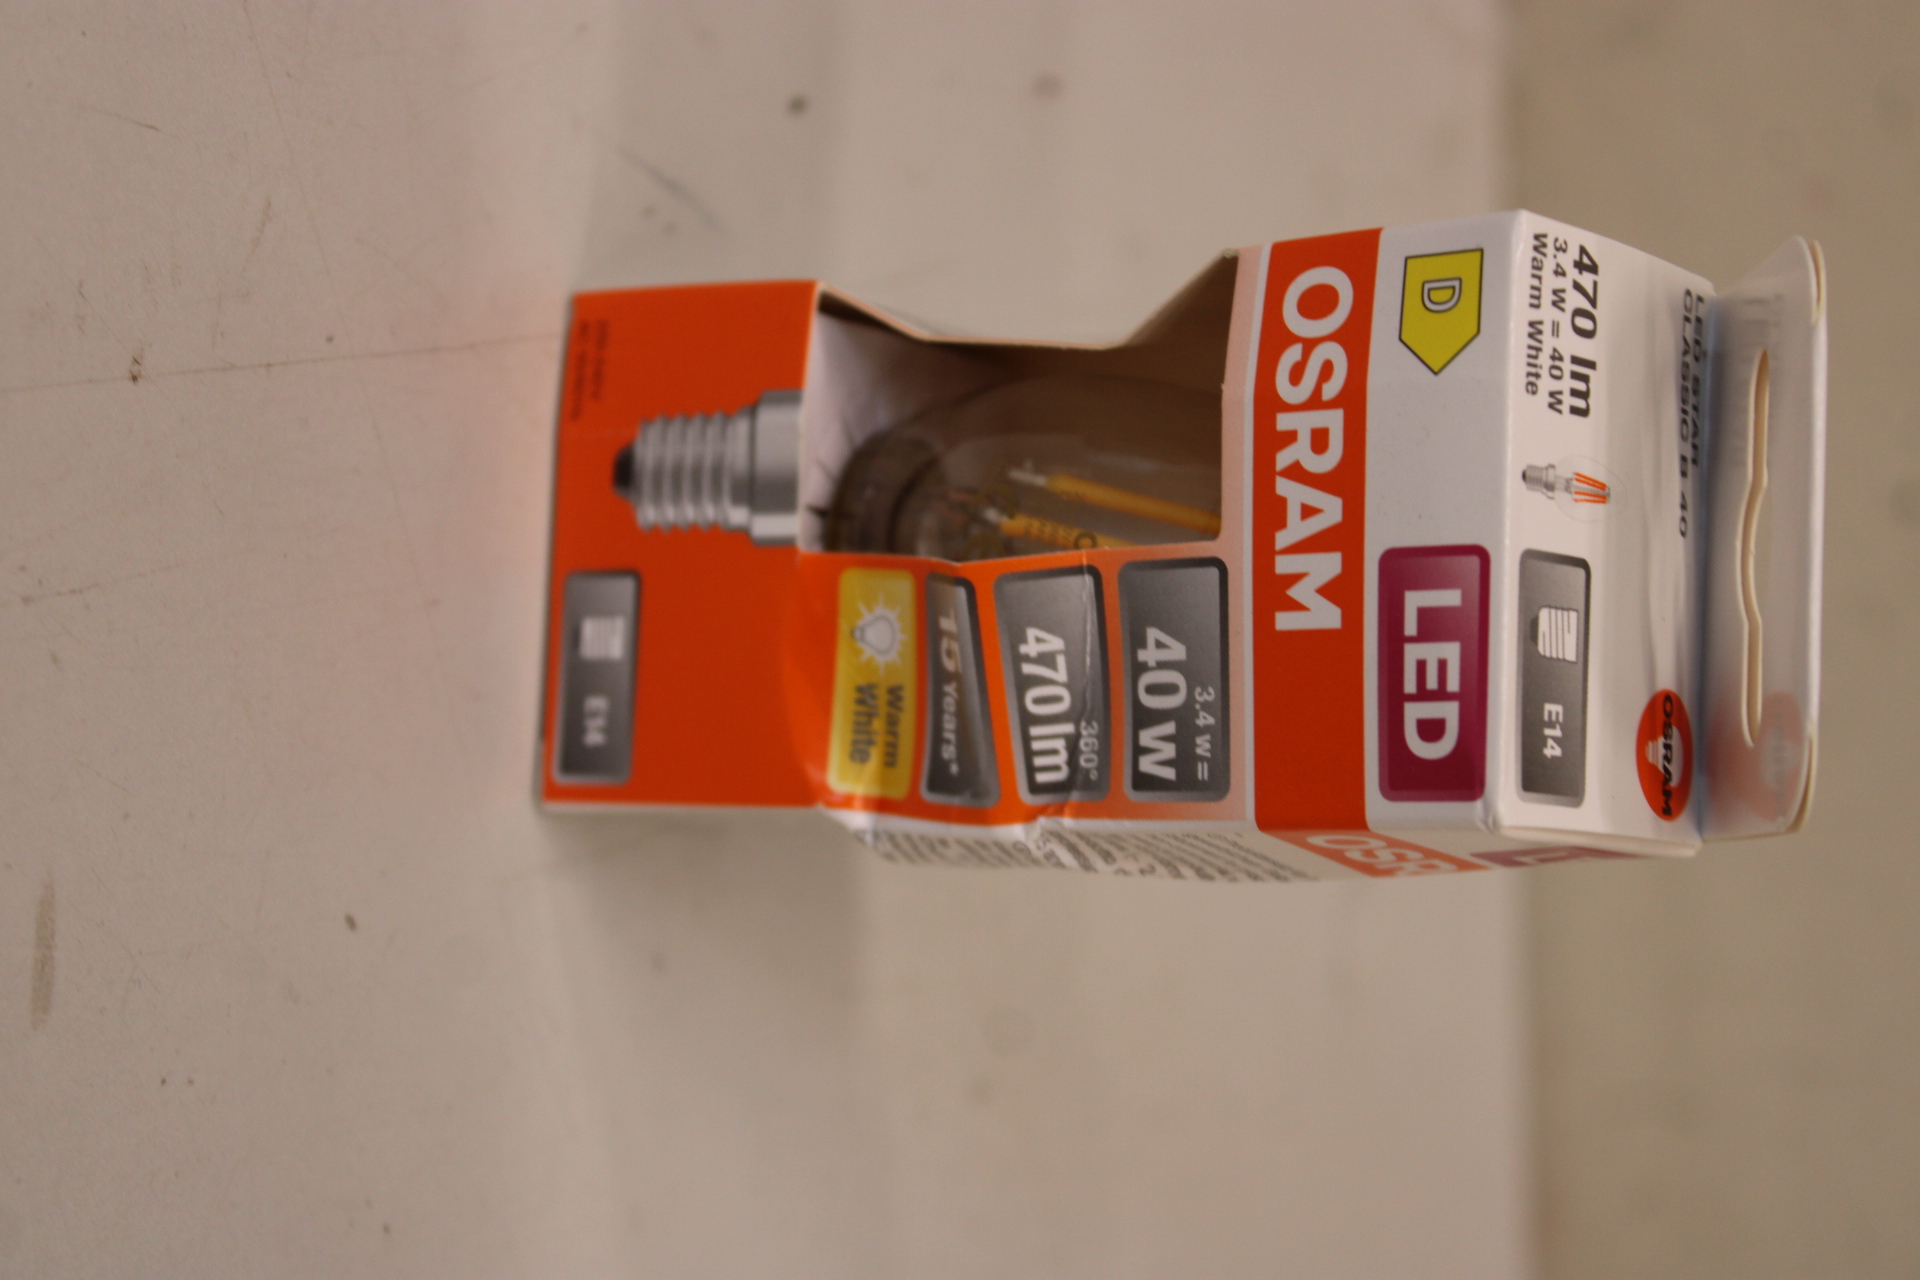 LED STAR
CLASSIC B 40
470 lm
3.4 W = 40 W
Warm White
E14
OSRAM
D
LED
OSRAM
3.4 W =
40 W
360°
470 lm
15 Years*
Warm
White
E14
OSR